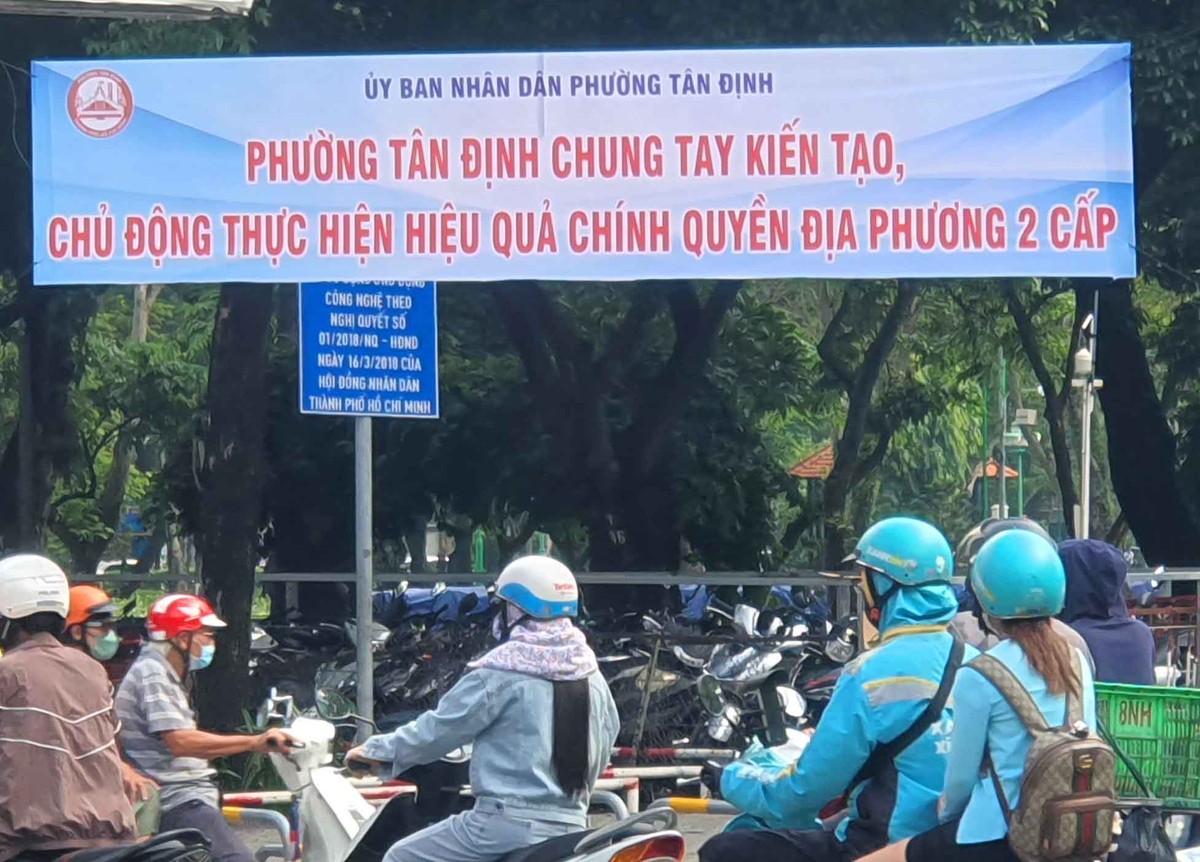 ỦY BAN NHÂN DÂN PHƯỜNG TÂN ĐỊNH
PHƯỜNG TÂN ĐỊNH CHUNG TAY KIẾN TẠO,
CHỦ ĐỘNG THỰC HIỆN HIỆU QUẢ CHÍNH QUYỀN ĐỊA PHƯƠNG 2 CẤP
CÔNG NGHỆ THEO
NGHỊ QUYẾT SỐ
01/2018/NQ - HĐND
NGÀY 16/3/2018 CỦA
HỘI ĐỒNG NHÂN DÂN
THÀNH PHỐ HỒ CHÍ MINH
8NH